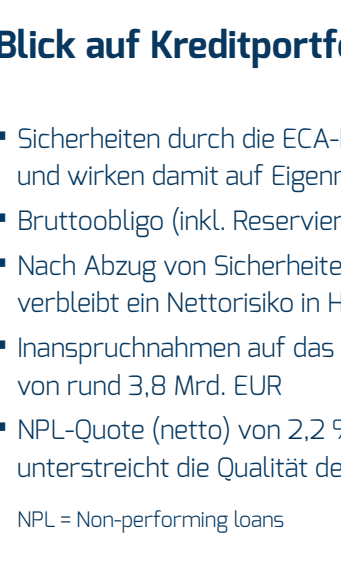 Blick auf Kreditportfo
▪ Sicherheiten durch die ECA-
und wirken damit auf Eigenr
▪ Bruttoobligo (inkl. Reservier
▪ Nach Abzug von Sicherheite
verbleibt ein Nettorisiko in H
▪ Inanspruchnahmen auf das
von rund 3,8 Mrd. EUR
▪ NPL-Quote (netto) von 2,2 %
unterstreicht die Qualität de
NPL = Non-performing loans